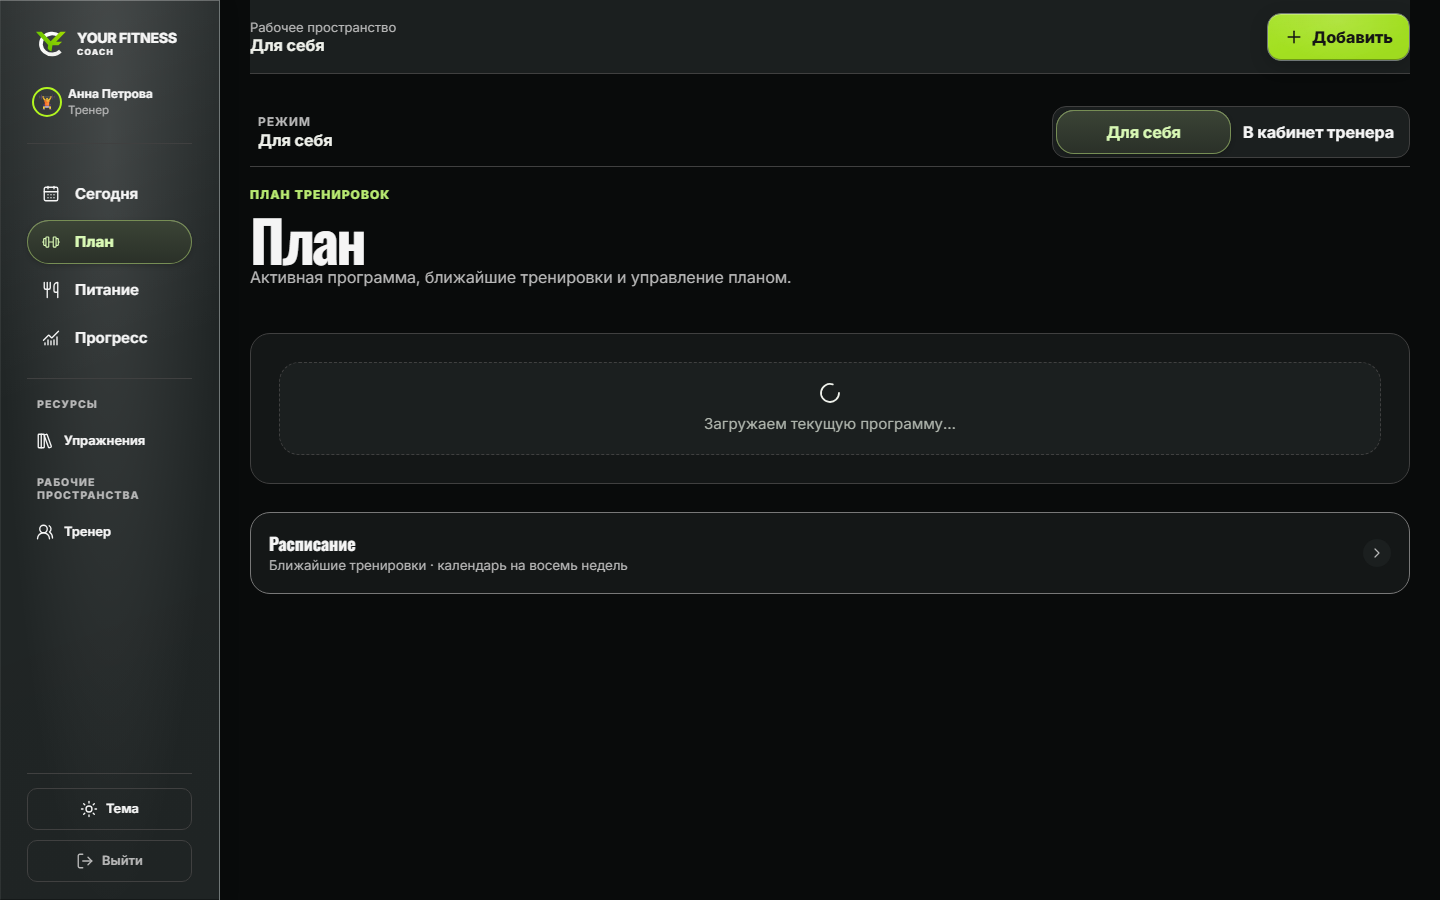 YOUR FITNESS
COACH
Анна Петрова
Тренер
Сегодня
План
Питание
Прогресс
РЕСУРСЫ
Упражнения
РАБОЧИЕ
ПРОСТРАНСТВА
Тренер
Тема
Выйти
Рабочее пространство
Для себя
+ Добавить
РЕЖИМ
Для себя
Для себя
В кабинет тренера
ПЛАН ТРЕНИРОВОК
План
Активная программа, ближайшие тренировки и управление планом.
Загружаем текущую программу...
Расписание
Ближайшие тренировки · календарь на восемь недель